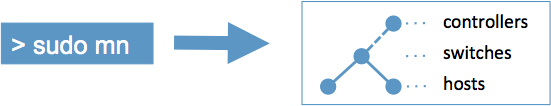 > sudo mn
controllers
switches
hosts